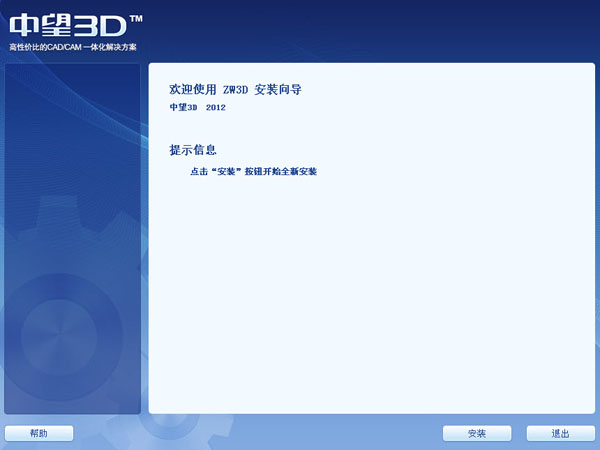 中望3D™
高性价比的CAD/CAM 一体化解决方案
欢迎使用 ZW3D 安装向导
中望3D 2012
提示信息
点击“安装”按钮开始全新安装
帮助
安装
退出